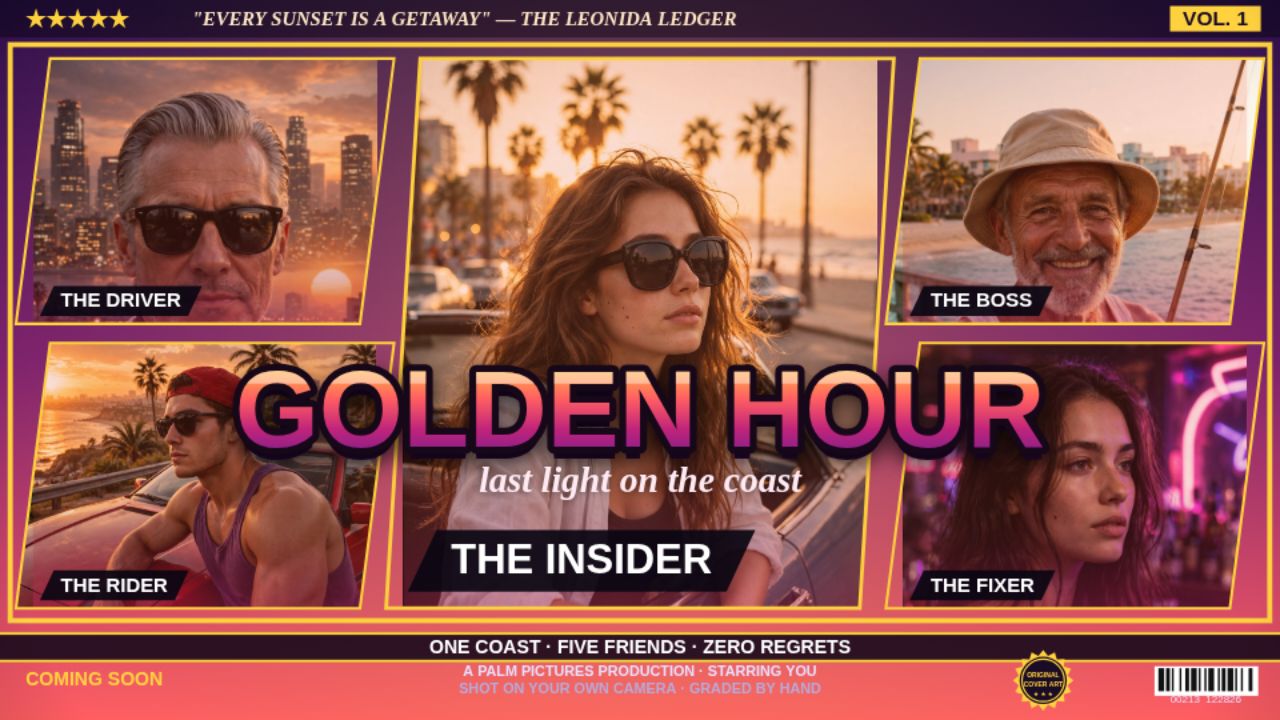 ★★★★★ "EVERY SUNSET IS A GETAWAY" — THE LEONIDA LEDGER
VOL. 1
THE DRIVER
THE BOSS
GOLDEN HOUR
last light on the coast
THE INSIDER
THE RIDER
THE FIXER
ONE COAST · FIVE FRIENDS · ZERO REGRETS
COMING SOON
A PALM PICTURES PRODUCTION · STARRING YOU
SHOT ON YOUR OWN CAMERA · GRADED BY HAND
ORIGINAL
COVER ART
★ ★ ★
00213 122826